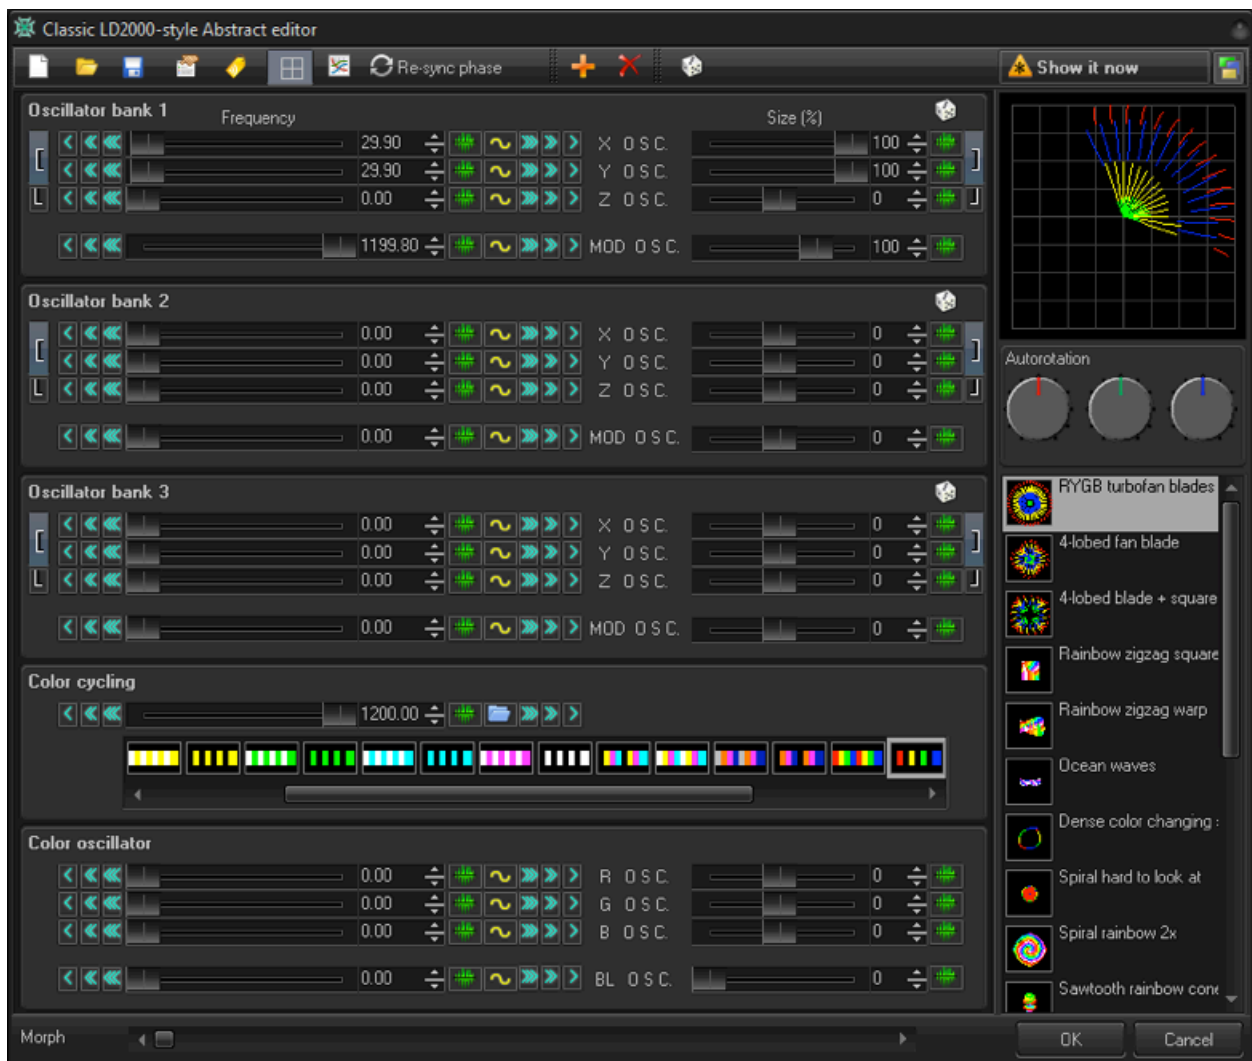 Classic LD2000-style Abstract editor
Re-sync phase
Show it now
Oscillator bank 1
Frequency
Size (%)
29.90 X OSC. 100
29.90 Y OSC. 100
0.00 Z OSC. 0
1199.80 MOD OSC. 100
Oscillator bank 2
0.00 X OSC. 0
0.00 Y OSC. 0
0.00 Z OSC. 0
0.00 MOD OSC. 0
Oscillator bank 3
0.00 X OSC. 0
0.00 Y OSC. 0
0.00 Z OSC. 0
0.00 MOD OSC. 0
Color cycling
1200.00
Color oscillator
0.00 R OSC. 0
0.00 G OSC. 0
0.00 B OSC. 0
0.00 BL OSC. 0
Autorotation
RYGB turbofan blades
4-lobed fan blade
4-lobed blade + square
Rainbow zigzag square
Rainbow zigzag warp
Ocean waves
Dense color changing
Spiral hard to look at
Spiral rainbow 2x
Sawtooth rainbow cone
Morph
OK
Cancel